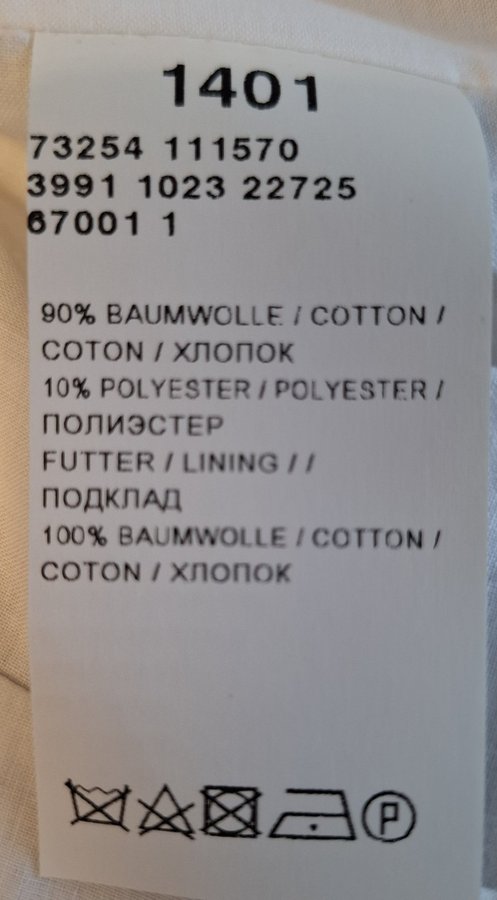 1401
73254 111570
3991 1023 22725
67001 1
90% BAUMWOLLE / COTTON /
COTON / ХЛОПОК
10% POLYESTER / POLYESTER /
ПОЛИЭСТЕР
FUTTER / LINING / /
ПОДКЛАД
100% BAUMWOLLE / COTTON /
COTON / ХЛОПОК
P